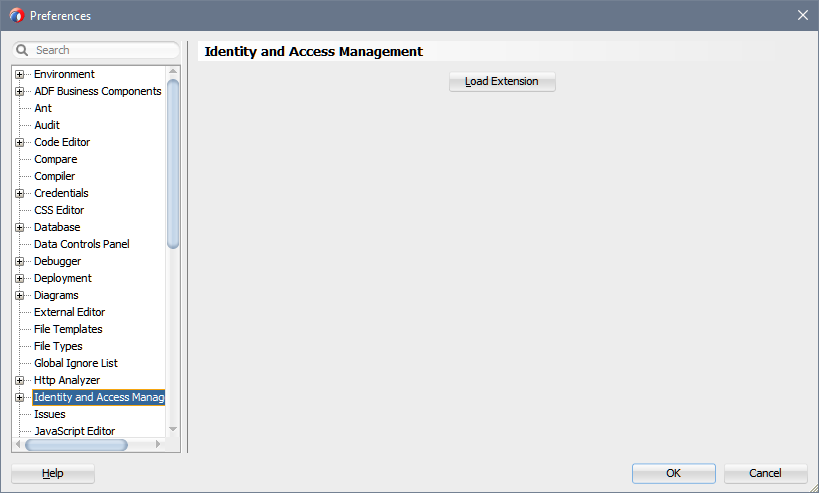 Preferences
Search
Identity and Access Management
Load Extension
Environment
ADF Business Components
Ant
Audit
Code Editor
Compare
Compiler
Credentials
CSS Editor
Database
Data Controls Panel
Debugger
Deployment
Diagrams
External Editor
File Templates
File Types
Global Ignore List
Http Analyzer
Identity and Access Manag
Issues
JavaScript Editor
Help
OK
Cancel